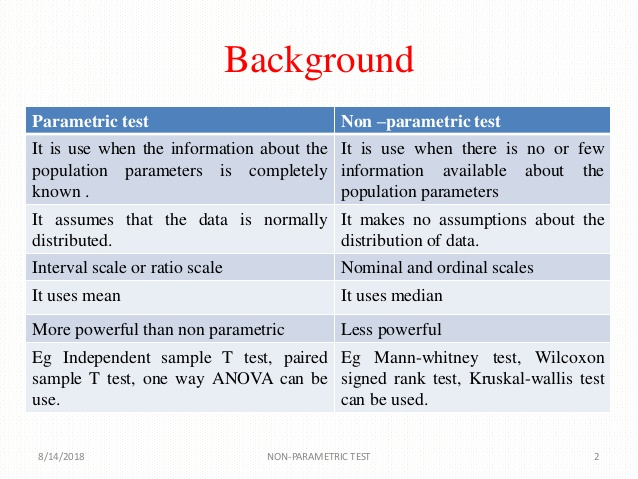 Background
Parametric test
Non –parametric test
It is use when the information about the
population parameters is completely
known .
It is use when there is no or few
information available about the
population parameters
It assumes that the data is normally
distributed.
It makes no assumptions about the
distribution of data.
Interval scale or ratio scale
Nominal and ordinal scales
It uses mean
It uses median
More powerful than non parametric
Less powerful
Eg Independent sample T test, paired
sample T test, one way ANOVA can be
use.
Eg Mann-whitney test, Wilcoxon
signed rank test, Kruskal-wallis test
can be used.
8/14/2018
NON-PARAMETRIC TEST
2